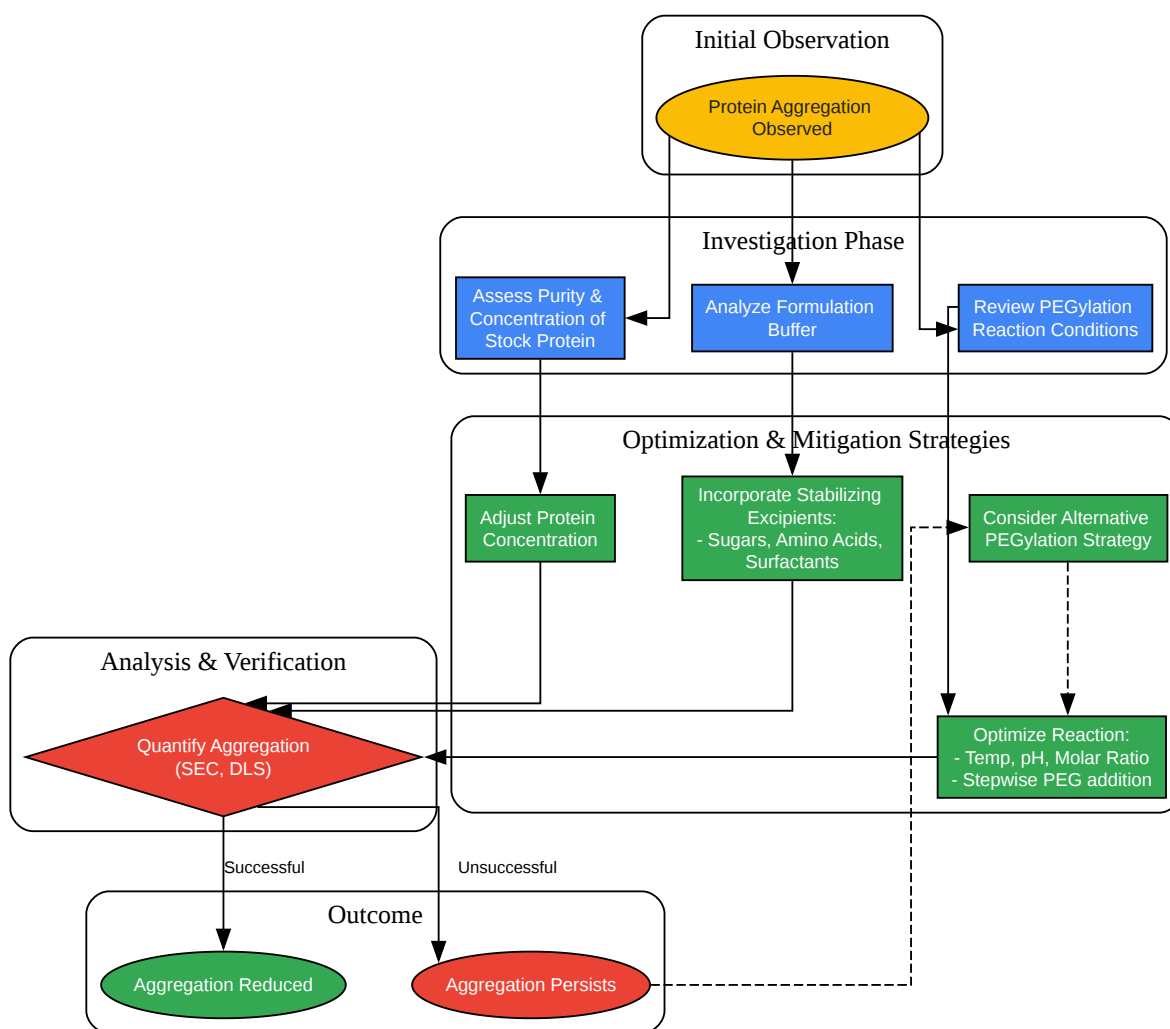 Initial Observation
Protein Aggregation
Observed
Investigation Phase
Assess Purity &
Concentration of
Stock Protein
Analyze Formulation
Buffer
Review PEGylation
Reaction Conditions
Optimization & Mitigation Strategies
Adjust Protein
Concentration
Incorporate Stabilizing
Excipients:
- Sugars, Amino Acids,
Surfactants
Consider Alternative
PEGylation Strategy
Analysis & Verification
Quantify Aggregation
(SEC, DLS)
Optimize Reaction:
- Temp, pH, Molar Ratio
- Stepwise PEG addition
Successful
Unsuccessful
Outcome
Aggregation Reduced
Aggregation Persists